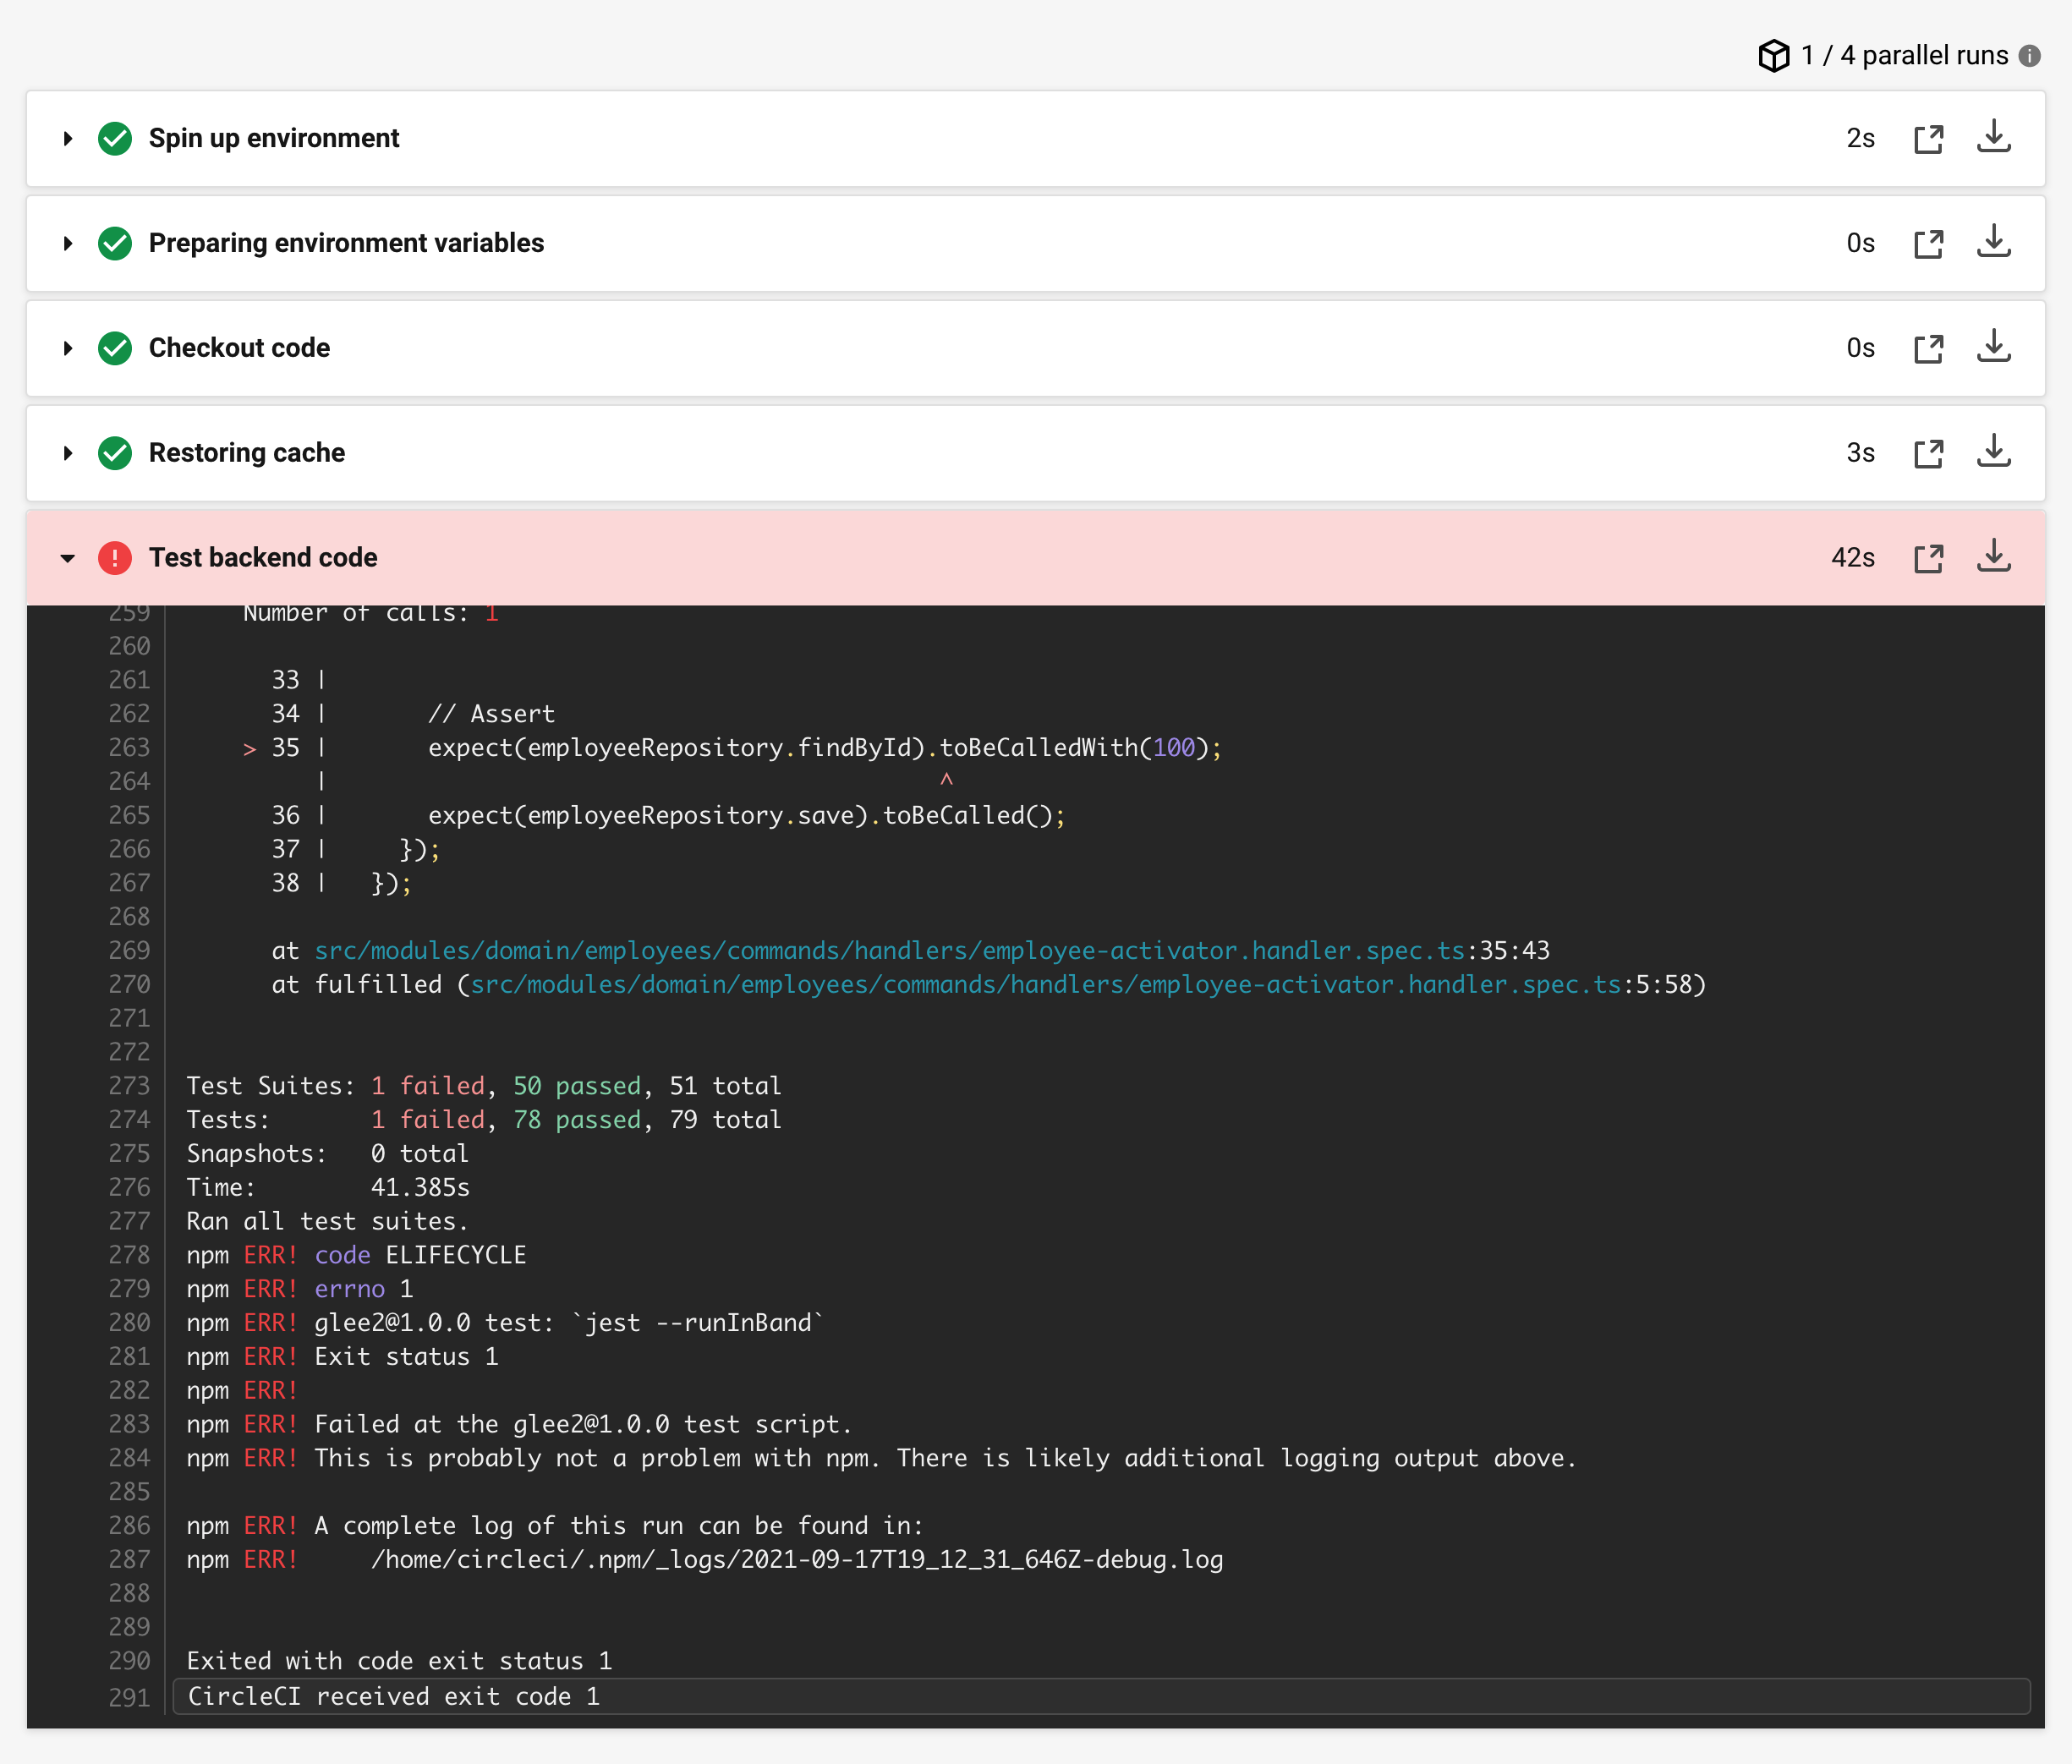 1 / 4 parallel runs
Spin up environment 2s
Preparing environment variables 0s
Checkout code 0s
Restoring cache 3s
Test backend code 42s
259 Number of calls: 1
260
261 33 |
262 34 | // Assert
263 > 35 | expect(employeeRepository.findById).toBeCalledWith(100);
264 | ^
265 36 | expect(employeeRepository.save).toBeCalled();
266 37 | });
267 38 | });
268
269 at src/modules/domain/employees/commands/handlers/employee-activator.handler.spec.ts:35:43
270 at fulfilled (src/modules/domain/employees/commands/handlers/employee-activator.handler.spec.ts:5:58)
271
272
273 Test Suites: 1 failed, 50 passed, 51 total
274 Tests: 1 failed, 78 passed, 79 total
275 Snapshots: 0 total
276 Time: 41.385s
277 Ran all test suites.
278 npm ERR! code ELIFECYCLE
279 npm ERR! errno 1
280 npm ERR! glee2@1.0.0 test: `jest --runInBand`
281 npm ERR! Exit status 1
282 npm ERR!
283 npm ERR! Failed at the glee2@1.0.0 test script.
284 npm ERR! This is probably not a problem with npm. There is likely additional logging output above.
285
286 npm ERR! A complete log of this run can be found in:
287 npm ERR! /home/circleci/.npm/_logs/2021-09-17T19_12_31_646Z-debug.log
288
289
290 Exited with code exit status 1
291 CircleCI received exit code 1